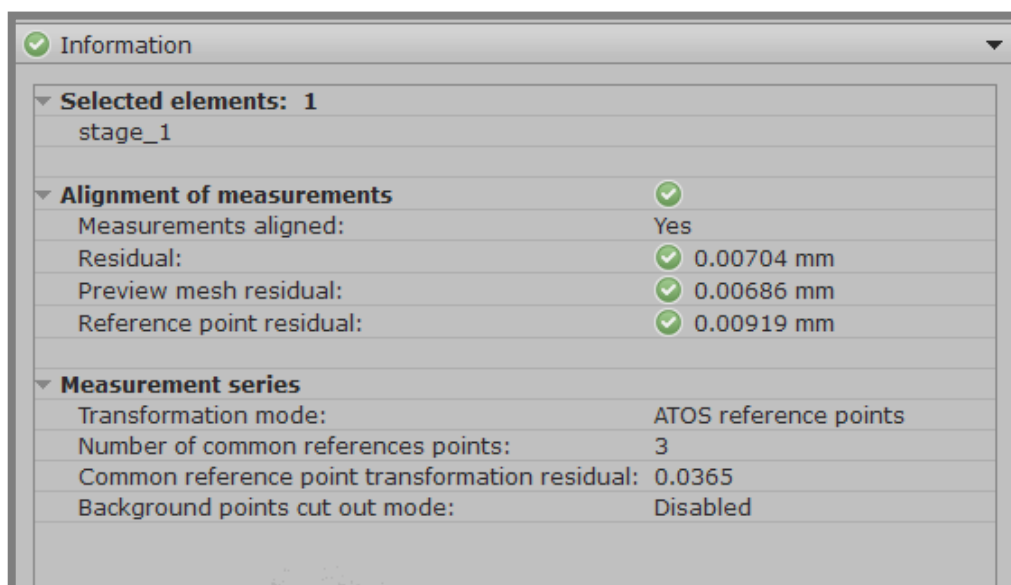 Information
Selected elements: 1
stage_1
Alignment of measurements
Measurements aligned: Yes
Residual: 0.00704 mm
Preview mesh residual: 0.00686 mm
Reference point residual: 0.00919 mm
Measurement series
Transformation mode: ATOS reference points
Number of common references points: 3
Common reference point transformation residual: 0.0365
Background points cut out mode: Disabled